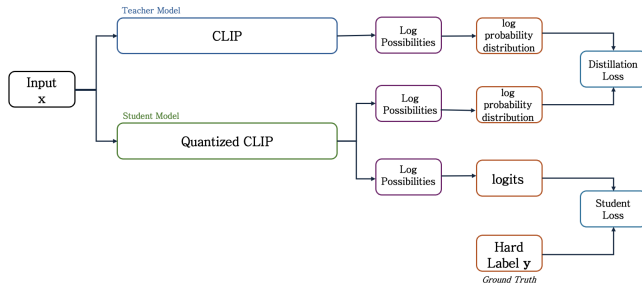 Teacher Model
CLIP
Log
Possibilities
log
probability
distribution
Distillation
Loss
Input
x
Student Model
Quantized CLIP
Log
Possibilities
log
probability
distribution
Log
Possibilities
logits
Student
Loss
Hard
Label y
Ground Truth